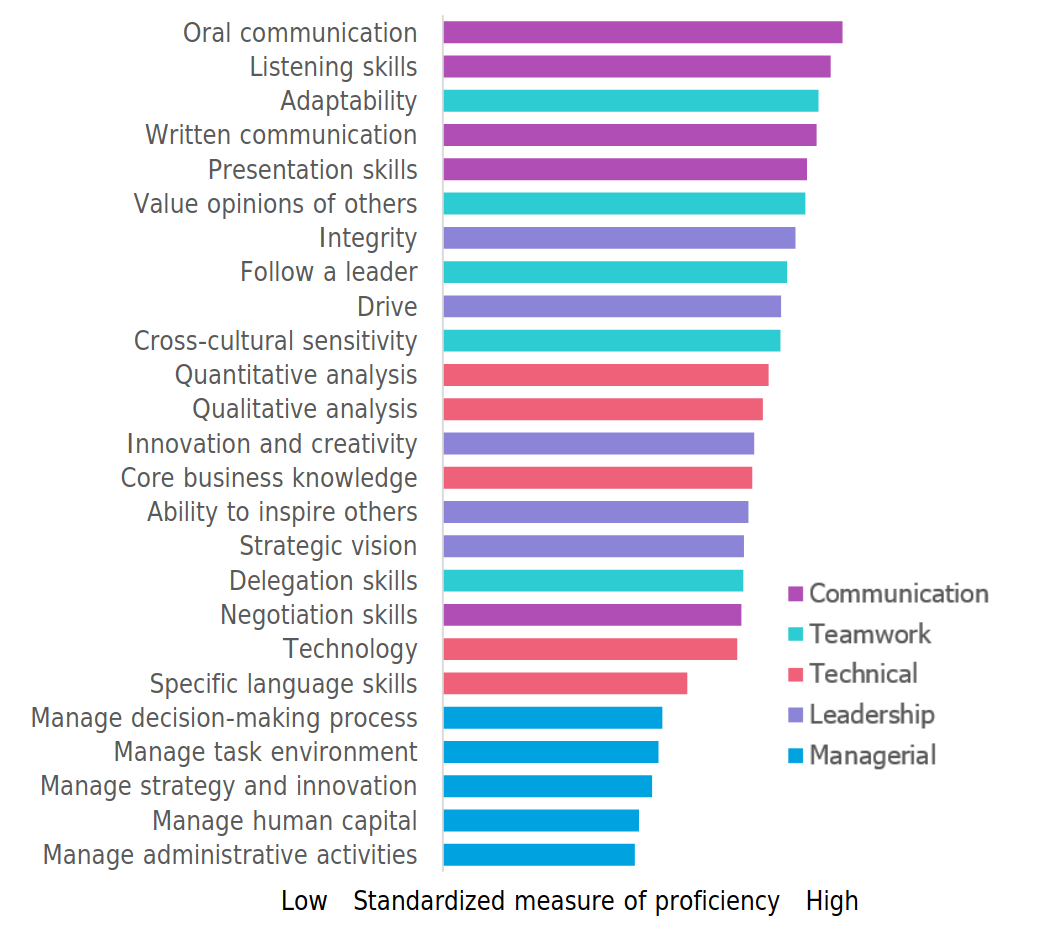 Oral communication
Listening skills
Adaptability
Written communication
Presentation skills
Value opinions of others
Integrity
Follow a leader
Drive
Cross-cultural sensitivity
Quantitative analysis
Qualitative analysis
Innovation and creativity
Core business knowledge
Ability to inspire others
Strategic vision
Delegation skills
Negotiation skills
Technology
Specific language skills
Manage decision-making process
Manage task environment
Manage strategy and innovation
Manage human capital
Manage administrative activities
Communication
Teamwork
Technical
Leadership
Managerial
Low Standardized measure of proficiency High